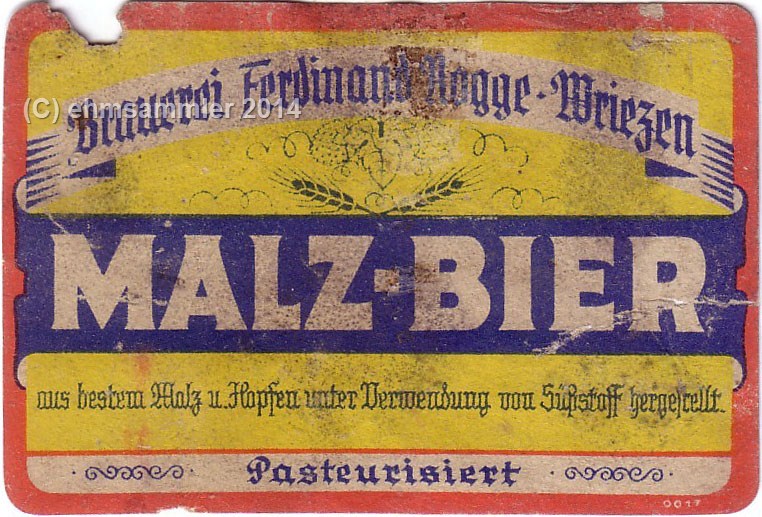 (C) ehmsammler 2014
Brauerei Ferdinand Rogge - Wriezen
MALZ-BIER
aus bestem Malz u. Hopfen unter Verwendung von Süßstoff hergestellt.
· Pasteurisiert ·
0017